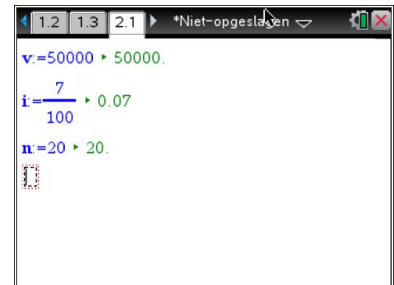 1.2 1.3 2.1 *Niet-opgeslagen
v:=50000 ▸ 50000.
i:=7/100 ▸ 0.07
n:=20 ▸ 20.